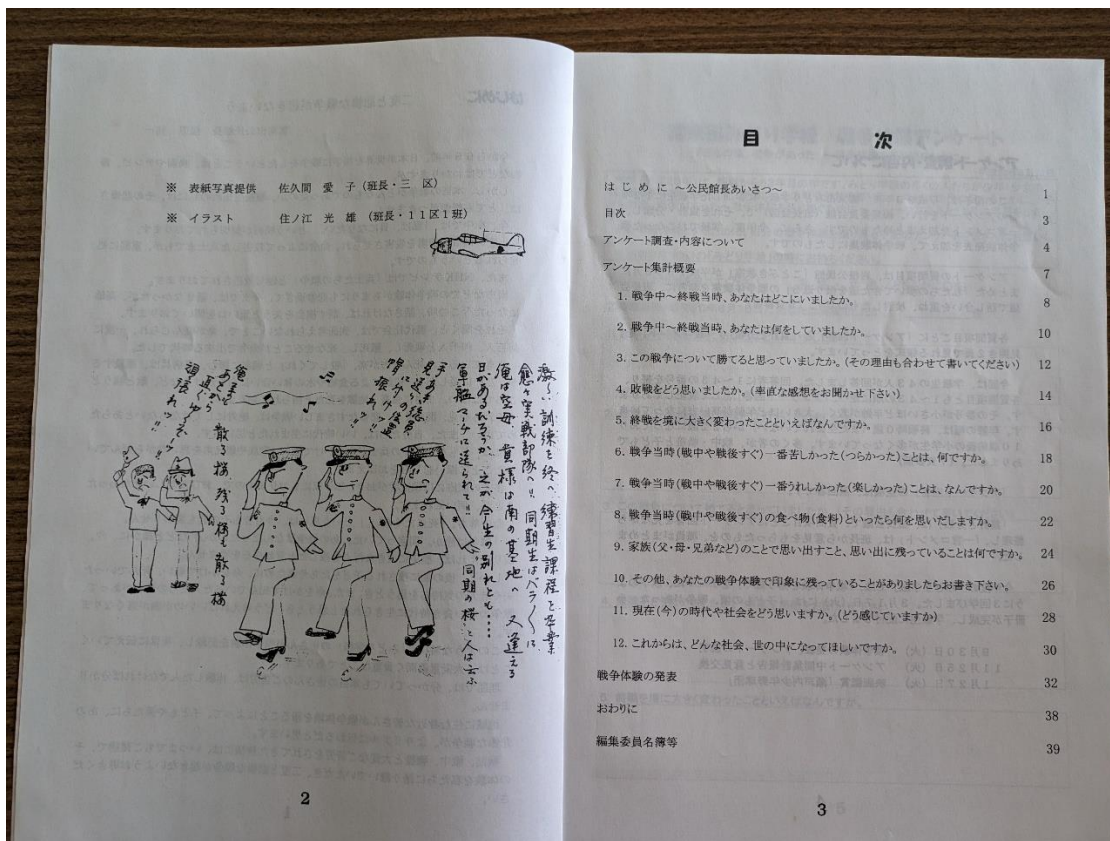 ※ 表紙写真提供 佐久間 愛子 (班長・三 区)
※ イラスト 住ノ江 光雄 (班長・11区1班)
激しい訓練を終へ、練習生課程を卒業
愈々実戦部隊へ!! 同期生はバラバラに
俺は空母、貴様は南の基地へ 又逢える
日があるだろうか… 之が今生の別れとも……
軍艦マーチに送られて!! 同期の桜と人は云ふ
手あき総員
見送りの位置
帽振れッ!!
俺達も
あとから
直ぐゆくぞーッ!!
頑張れッ!!
散る桜 残る桜も 散る桜
2
目 次
はじめに ～公民館長あいさつ～ 1
目次 3
アンケート調査・内容について 4
アンケート集計概要 7
1. 戦争中～終戦当時、あなたはどこにいましたか。 8
2. 戦争中～終戦当時、あなたは何をしていましたか。 10
3. この戦争について勝てると思っていましたか。(その理由も合わせて書いてください) 12
4. 敗戦をどう思いましたか。(率直な感想をお聞かせ下さい) 14
5. 終戦を境に大きく変わったことといえばなんですか。 16
6. 戦争当時(戦中や戦後すぐ)一番苦しかった(つらかった)ことは、何ですか。 18
7. 戦争当時(戦中や戦後すぐ)一番うれしかった(楽しかった)ことは、なんですか。 20
8. 戦争当時(戦中や戦後すぐ)の食べ物(食料)といったら何を思いだしますか。 22
9. 家族(父・母・兄弟など)のことで思い出すこと、思い出に残っていることは何ですか。 24
10. その他、あなたの戦争体験で印象に残っていることがありましたらお書き下さい。 26
11. 現在(今)の時代や社会をどう思いますか。(どう感じていますか) 28
12. これからは、どんな社会、世の中になってほしいですか。 30
戦争体験の発表 32
おわりに 38
編集委員名簿等 39
3